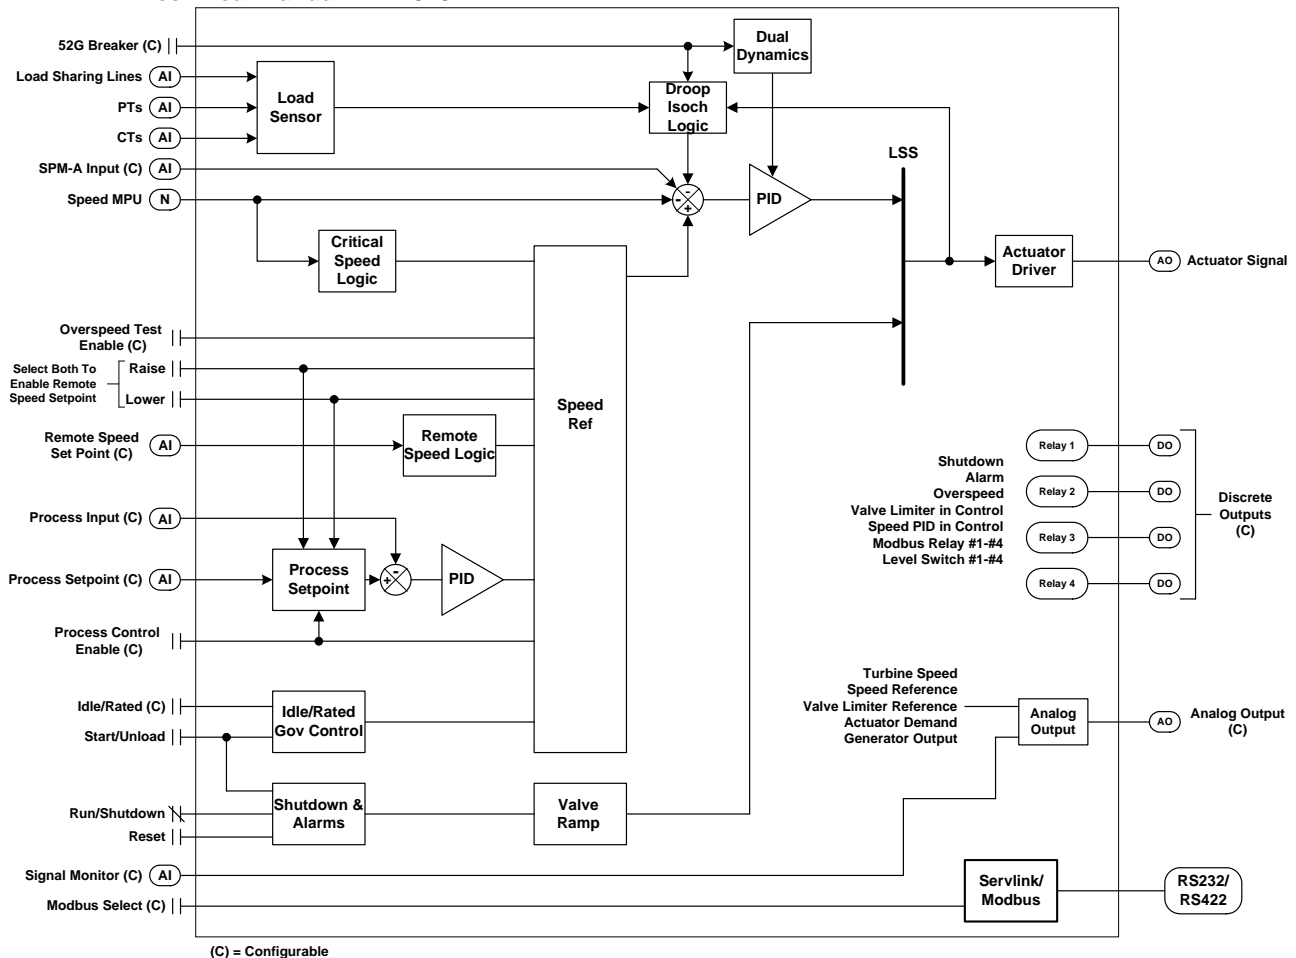 52G Breaker (C)
Load Sharing Lines
AI
PTs
AI
CTs
AI
SPM-A Input (C)
AI
Speed MPU
N
Load
Sensor
Dual
Dynamics
Droop
Isoch
Logic
-
-
+
PID
LSS
Critical
Speed
Logic
Actuator
Driver
AO
Actuator Signal
Overspeed Test
Enable (C)
Select Both To
Enable Remote
Speed Setpoint
Raise
Lower
Remote Speed
Set Point (C)
AI
Remote
Speed Logic
Speed
Ref
Process Input (C)
AI
Process Setpoint (C)
AI
Process
Setpoint
+
-
PID
Process Control
Enable (C)
Idle/Rated (C)
Start/Unload
Idle/Rated
Gov Control
Run/Shutdown
Reset
Shutdown &
Alarms
Valve
Ramp
Signal Monitor (C)
AI
Modbus Select (C)
Shutdown
Alarm
Overspeed
Valve Limiter in Control
Speed PID in Control
Modbus Relay #1-#4
Level Switch #1-#4
Relay 1
DO
Relay 2
DO
Relay 3
DO
Relay 4
DO
Discrete
Outputs
(C)
Turbine Speed
Speed Reference
Valve Limiter Reference
Actuator Demand
Generator Output
Analog
Output
AO
Analog Output
(C)
Servlink/
Modbus
RS232/
RS422
(C) = Configurable